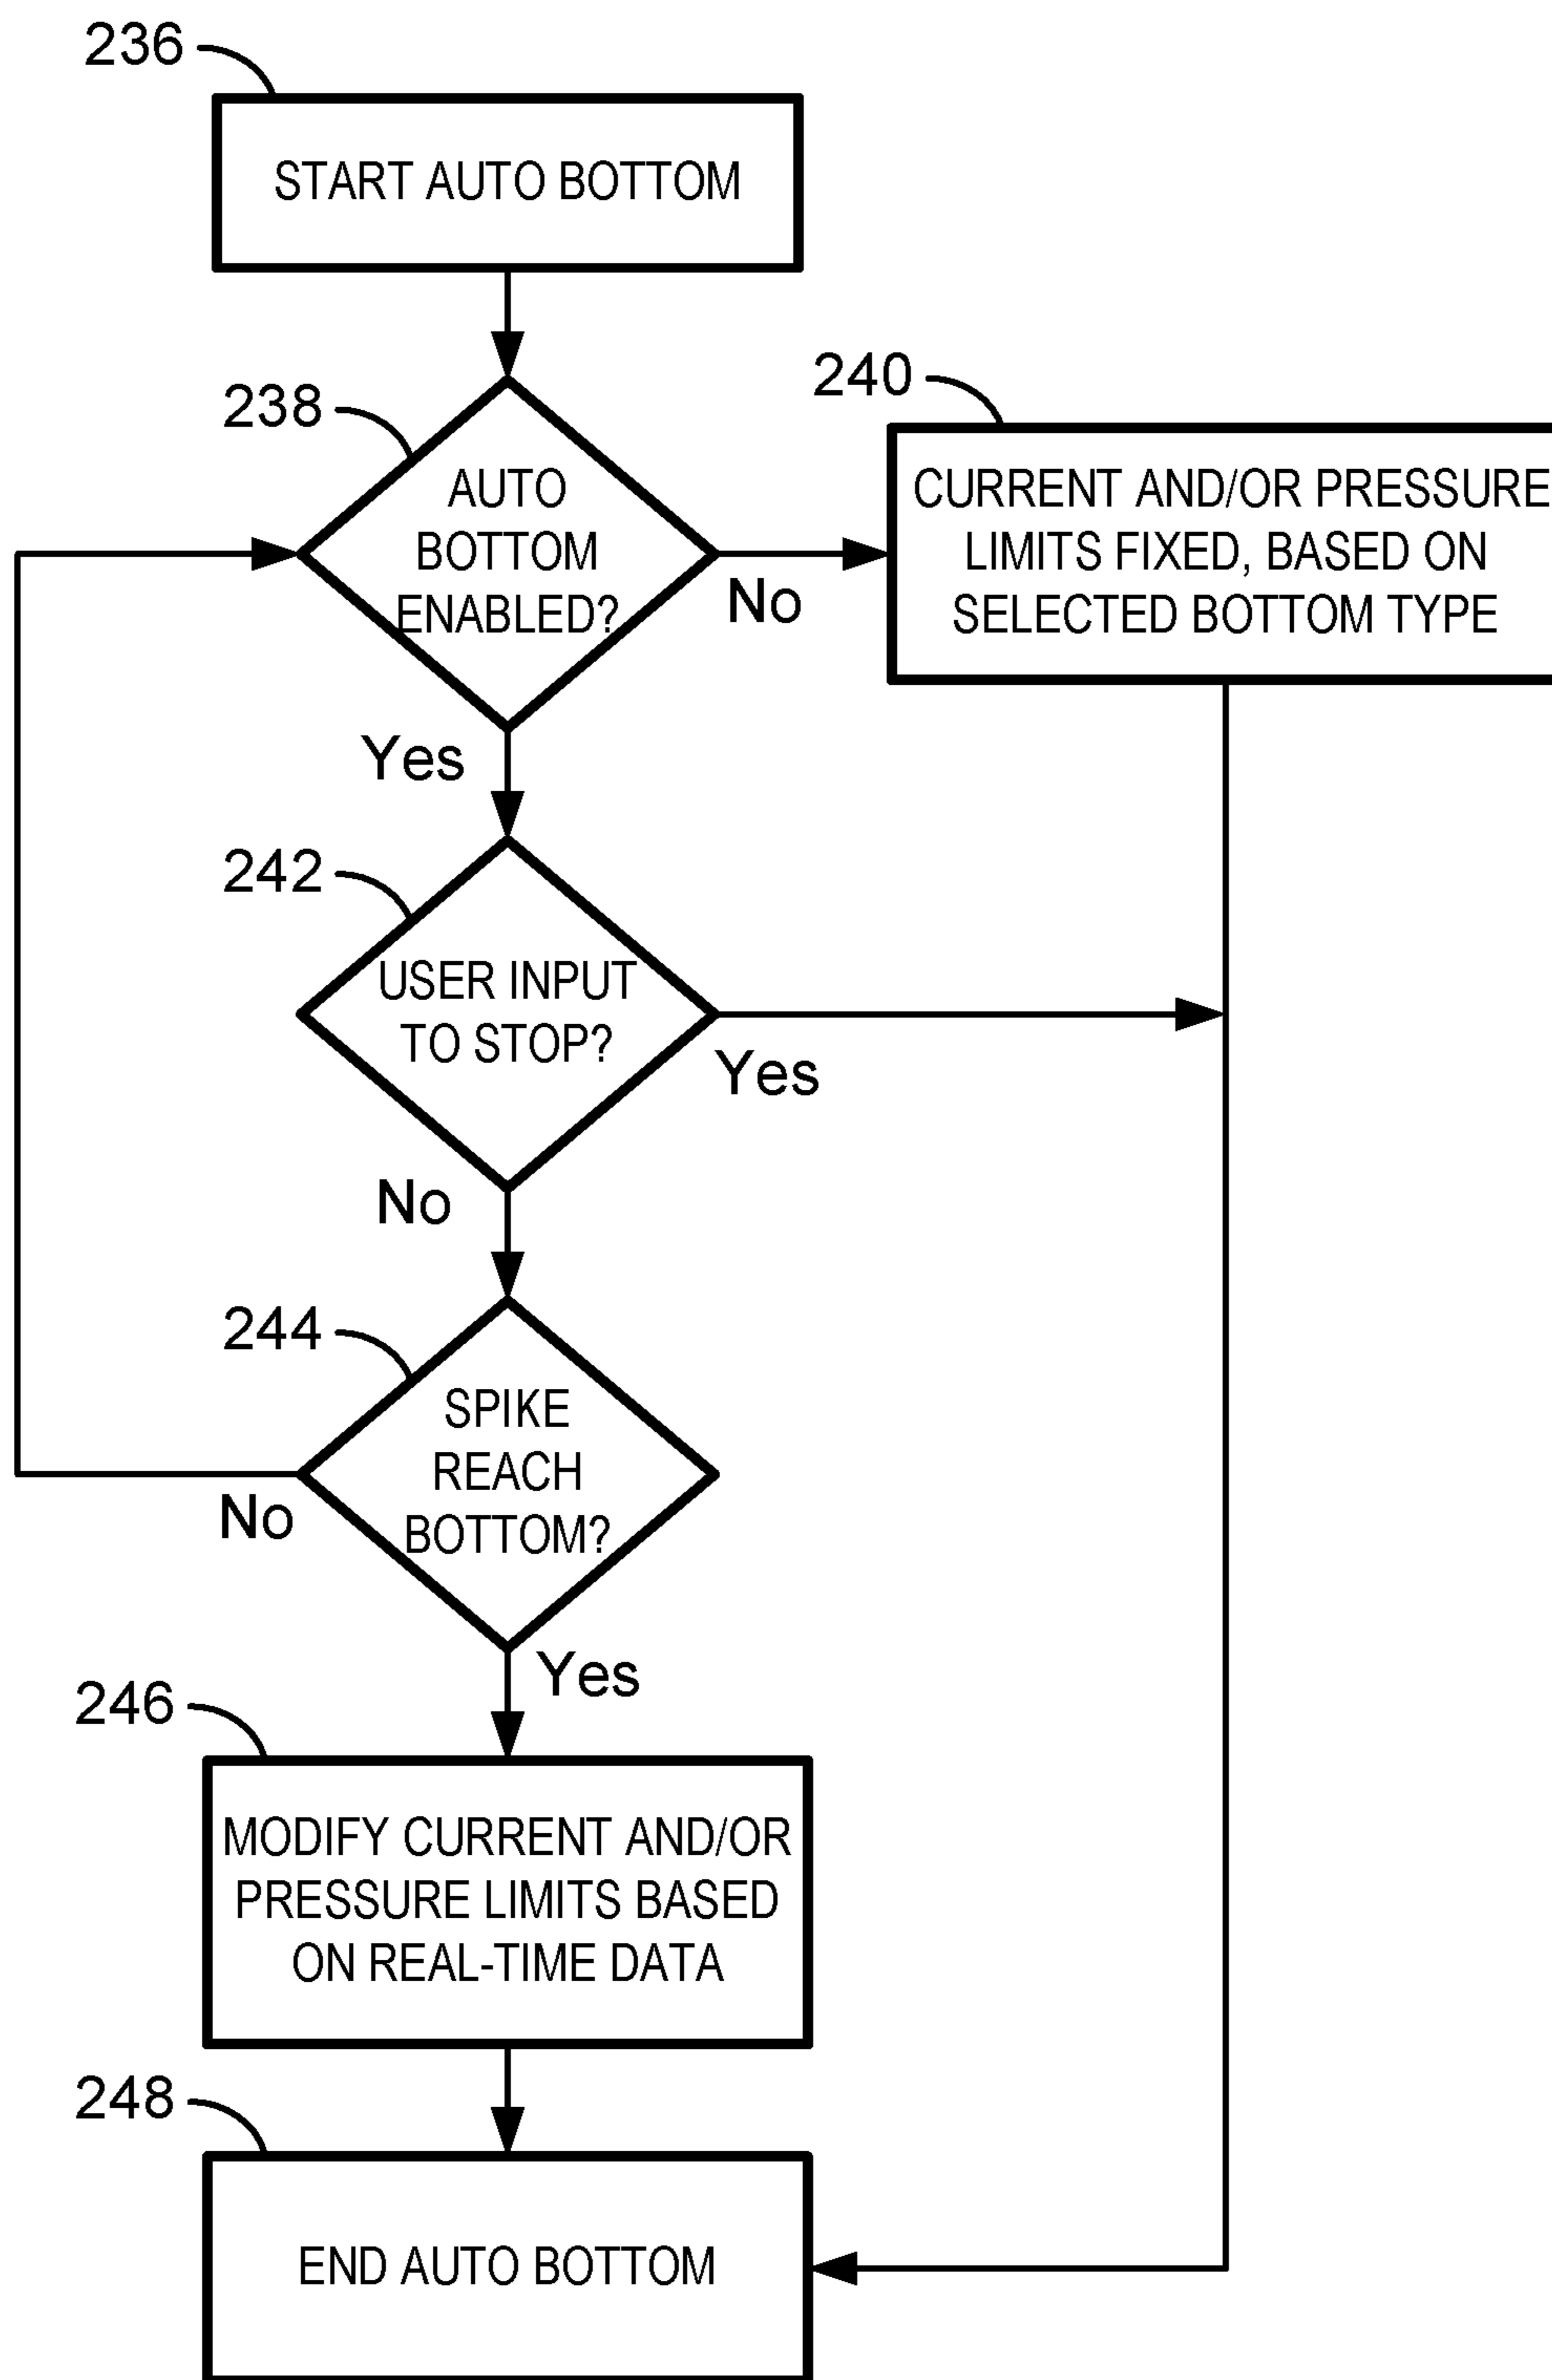 236
START AUTO BOTTOM
238
AUTO
BOTTOM
ENABLED?
No
240
CURRENT AND/OR PRESSURE
LIMITS FIXED, BASED ON
SELECTED BOTTOM TYPE
Yes
242
USER INPUT
TO STOP?
Yes
No
244
SPIKE
REACH
BOTTOM?
No
Yes
246
MODIFY CURRENT AND/OR
PRESSURE LIMITS BASED
ON REAL-TIME DATA
248
END AUTO BOTTOM